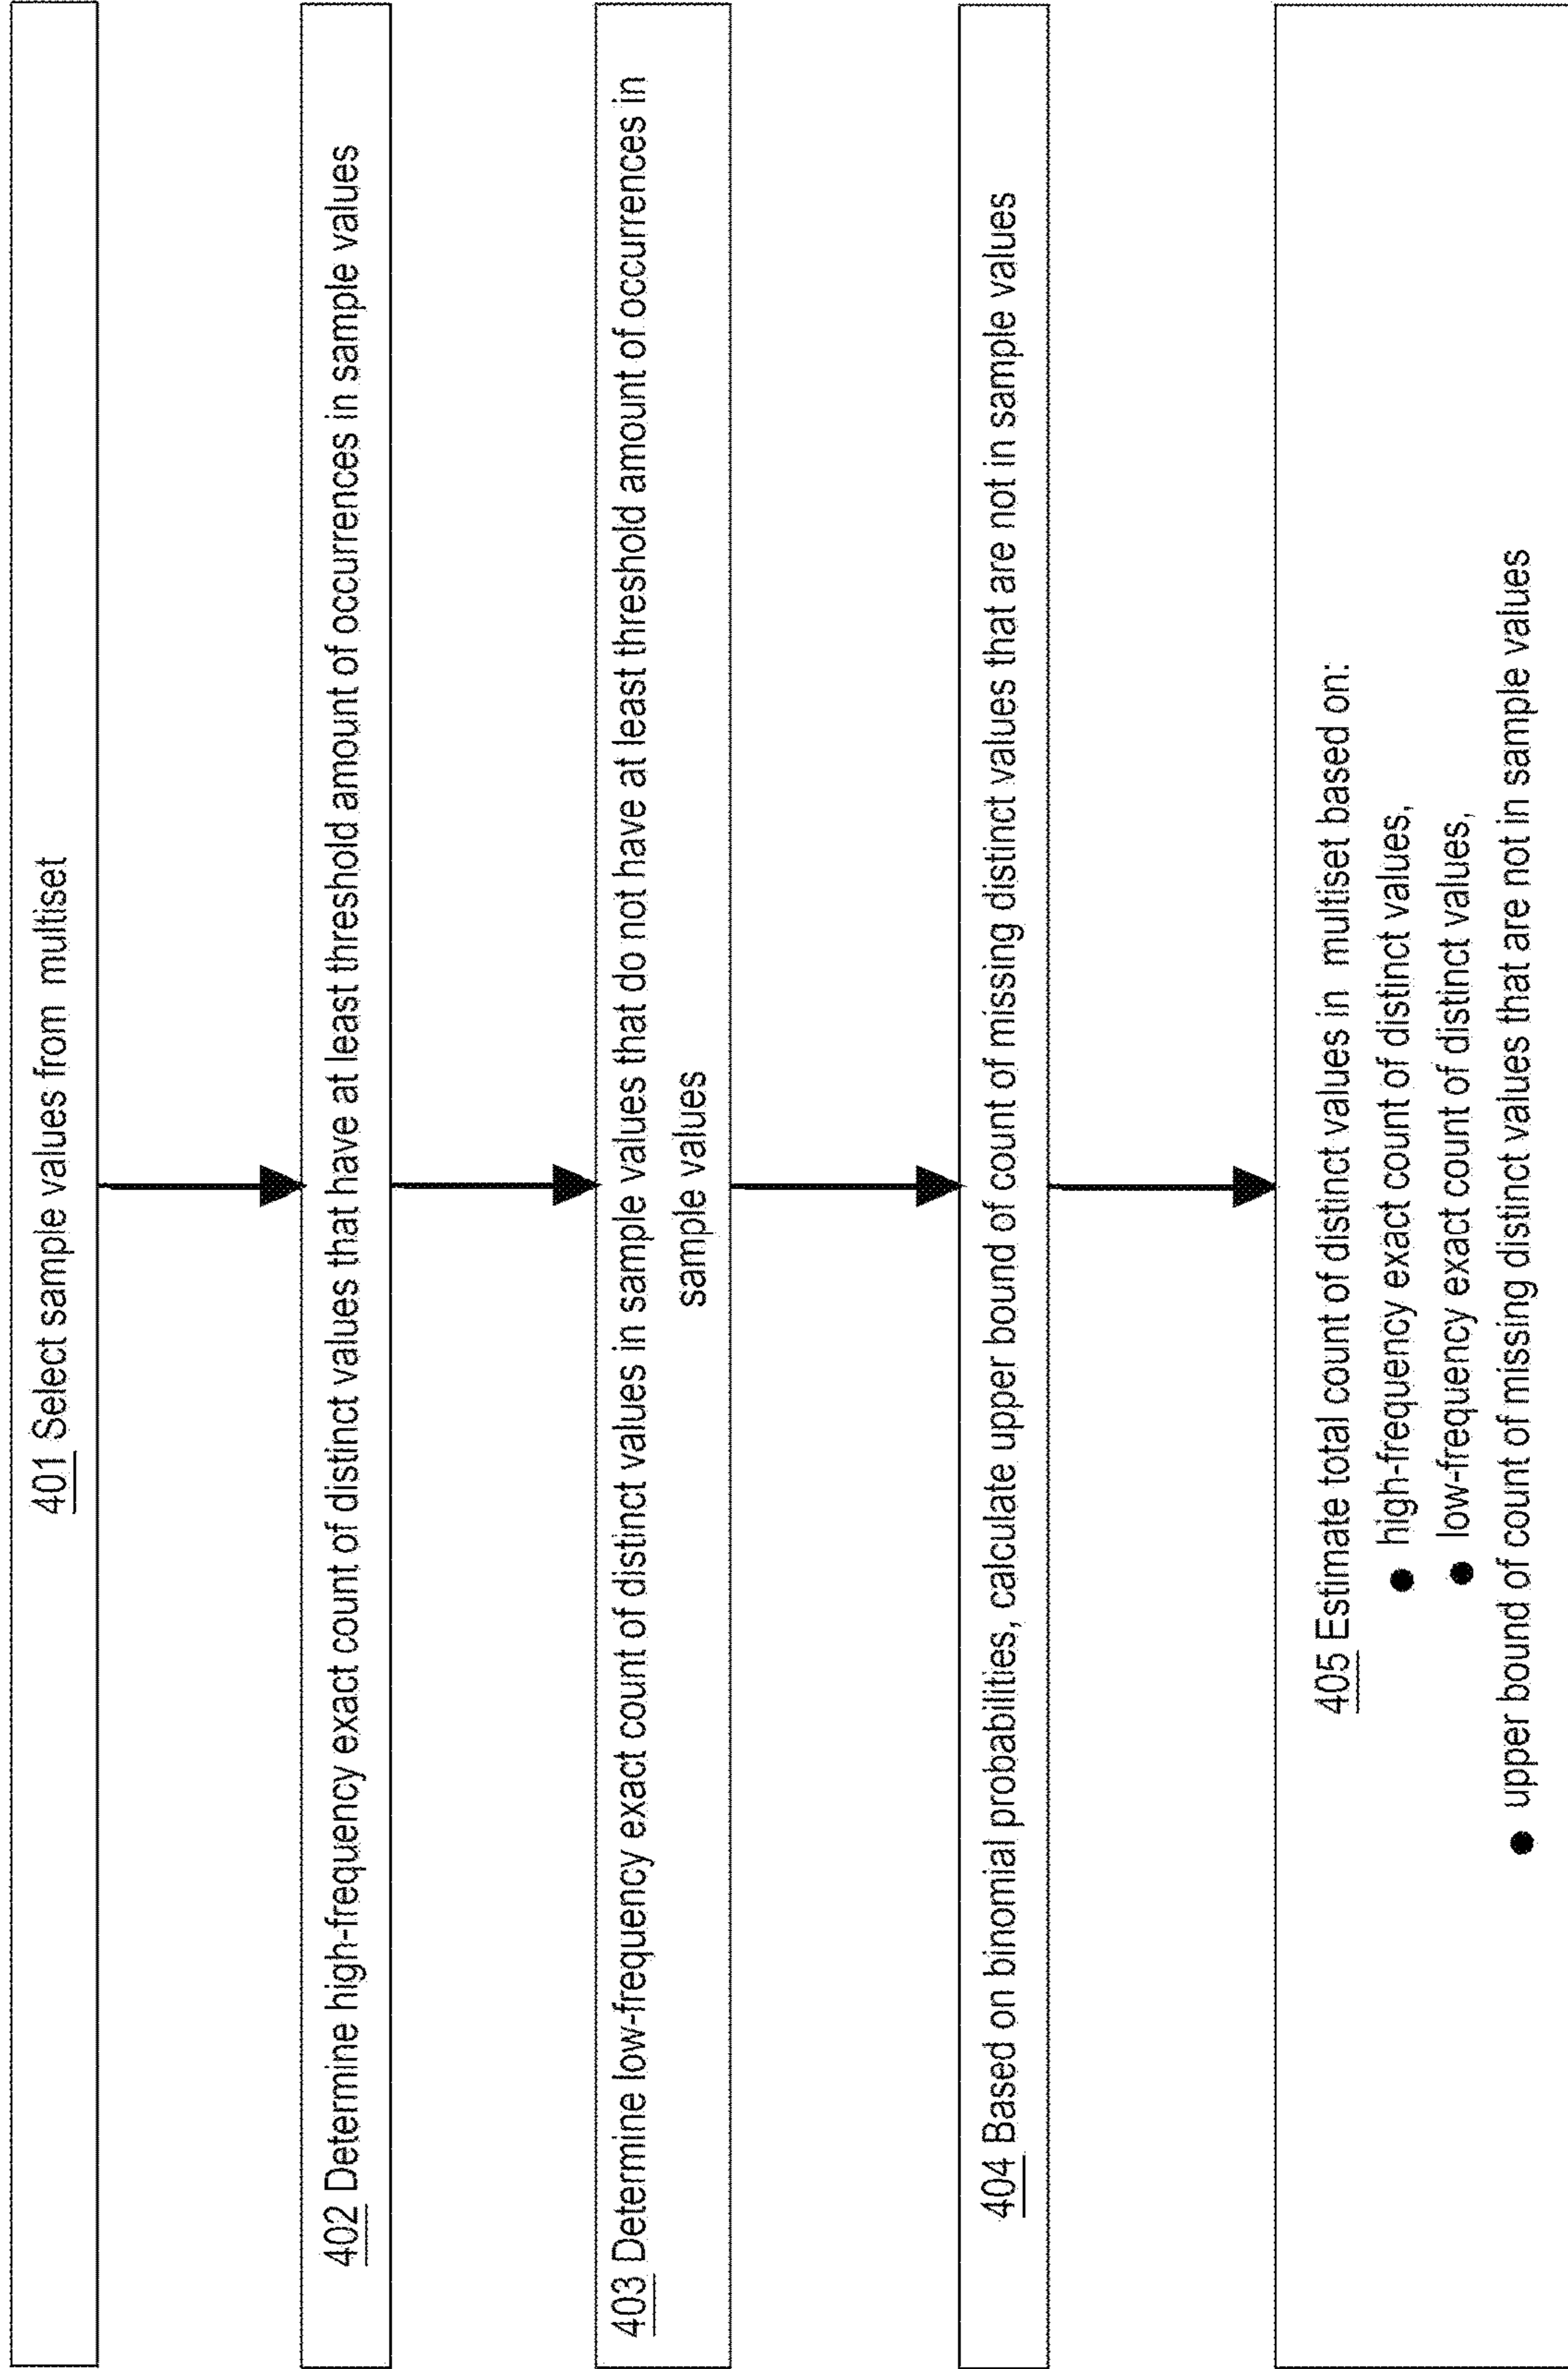 401 Select sample values from multiset
402 Determine high-frequency exact count of distinct values that have at least threshold amount of occurrences in sample values
403 Determine low-frequency exact count of distinct values in sample values that do not have at least threshold amount of occurrences in
sample values
404 Based on binomial probabilities, calculate upper bound of count of missing distinct values that are not in sample values
405 Estimate total count of distinct values in multiset based on:
● high-frequency exact count of distinct values,
● low-frequency exact count of distinct values,
● upper bound of count of missing distinct values that are not in sample values